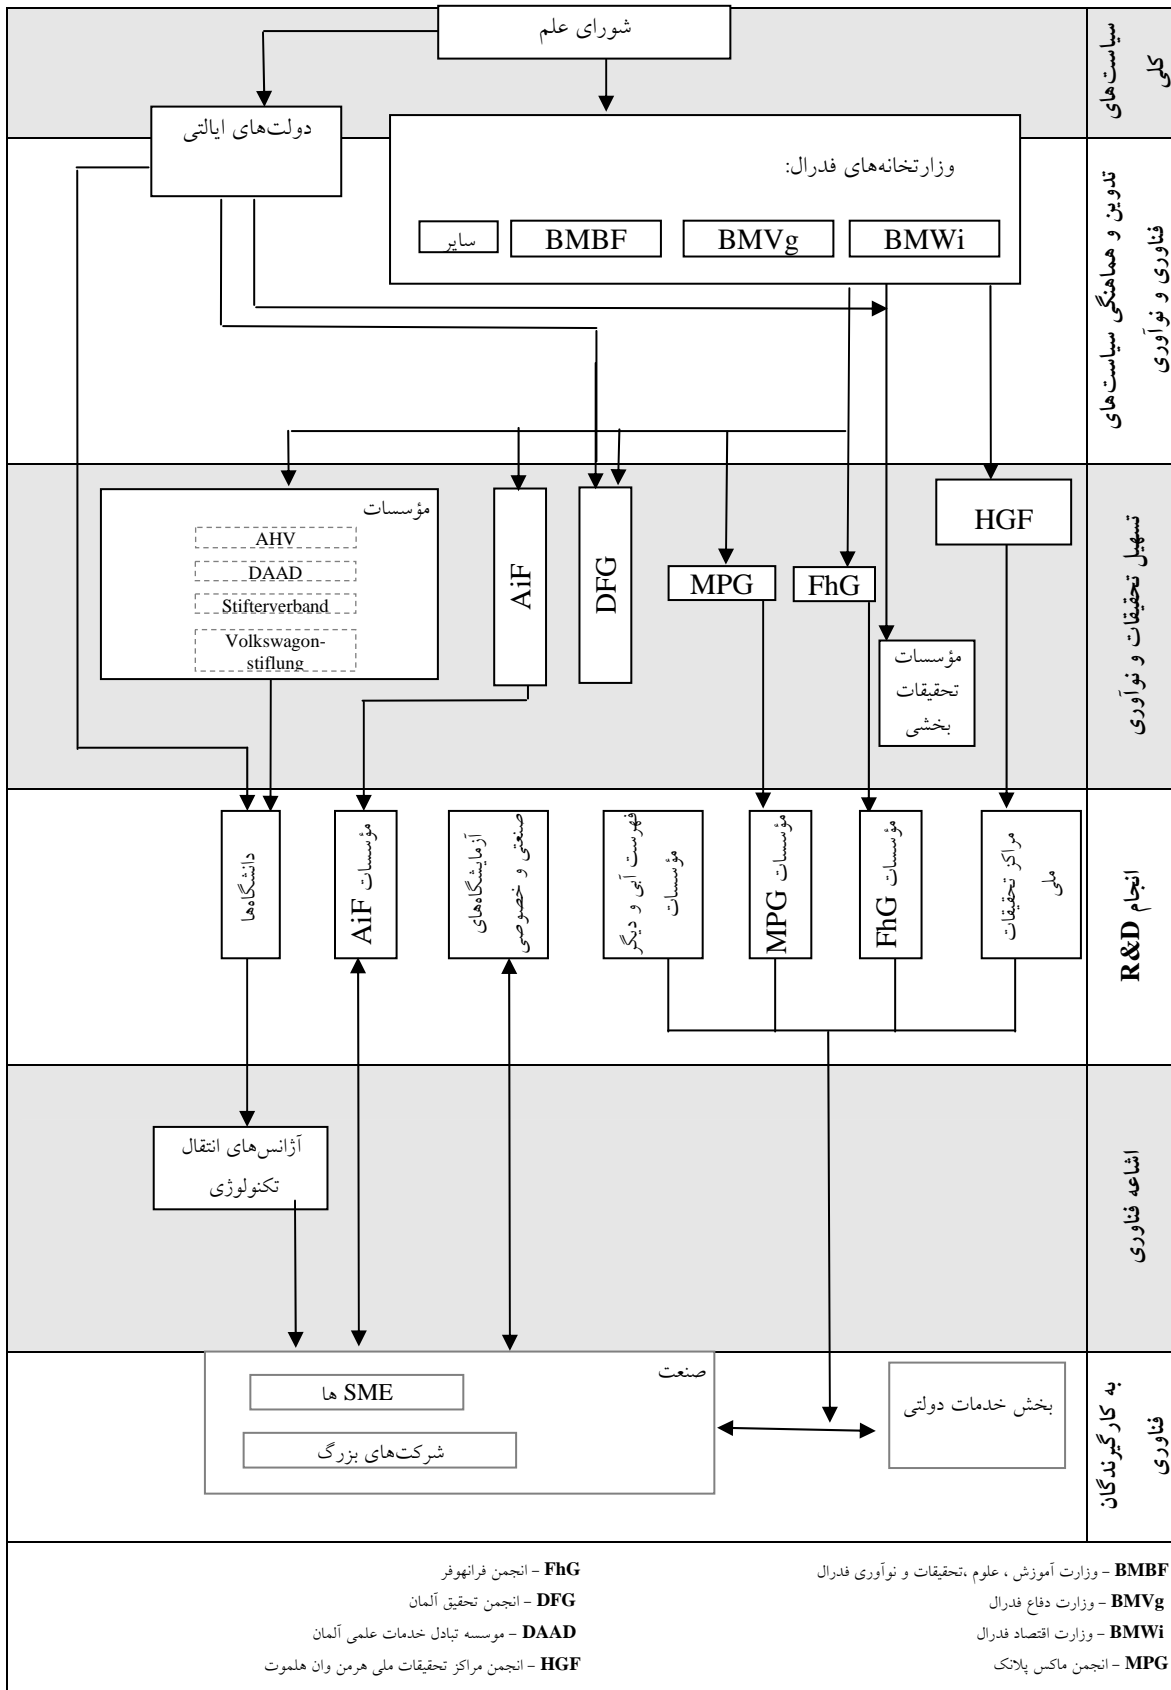 شورای علم
سیاست‌های
کلی
دولت‌های ایالتی
وزارتخانه‌های فدرال:
BMWi
BMVg
BMBF
سایر
تدوین و هماهنگی سیاست‌های
فناوری و نوآوری
HGF
FhG
MPG
DFG
AiF
مؤسسات
AHV
DAAD
Stifterverband
Volkswagon-
stiflung
مؤسسات
تحقیقات
بخشی
تسهیل تحقیقات و نوآوری
مراکز تحقیقات
ملی
مؤسسات FhG
مؤسسات MPG
فهرست آبی و دیگر
مؤسسات
آزمایشگاه‌های
صنعتی و خصوصی
مؤسسات AiF
دانشگاه‌ها
انجام R&D
آژانس‌های انتقال
تکنولوژی
اشاعه فناوری
صنعت
SME ها
شرکت‌های بزرگ
بخش خدمات دولتی
به کارگیرندگان
فناوری
BMBF – وزارت آموزش ، علوم ،تحقیقات و نوآوری فدرال
BMVg – وزارت دفاع فدرال
BMWi – وزارت اقتصاد فدرال
MPG – انجمن ماکس پلانک
FhG – انجمن فرانهوفر
DFG – انجمن تحقیق آلمان
DAAD – موسسه تبادل خدمات علمی آلمان
HGF – انجمن مراکز تحقیقات ملی هرمن وان هلموت